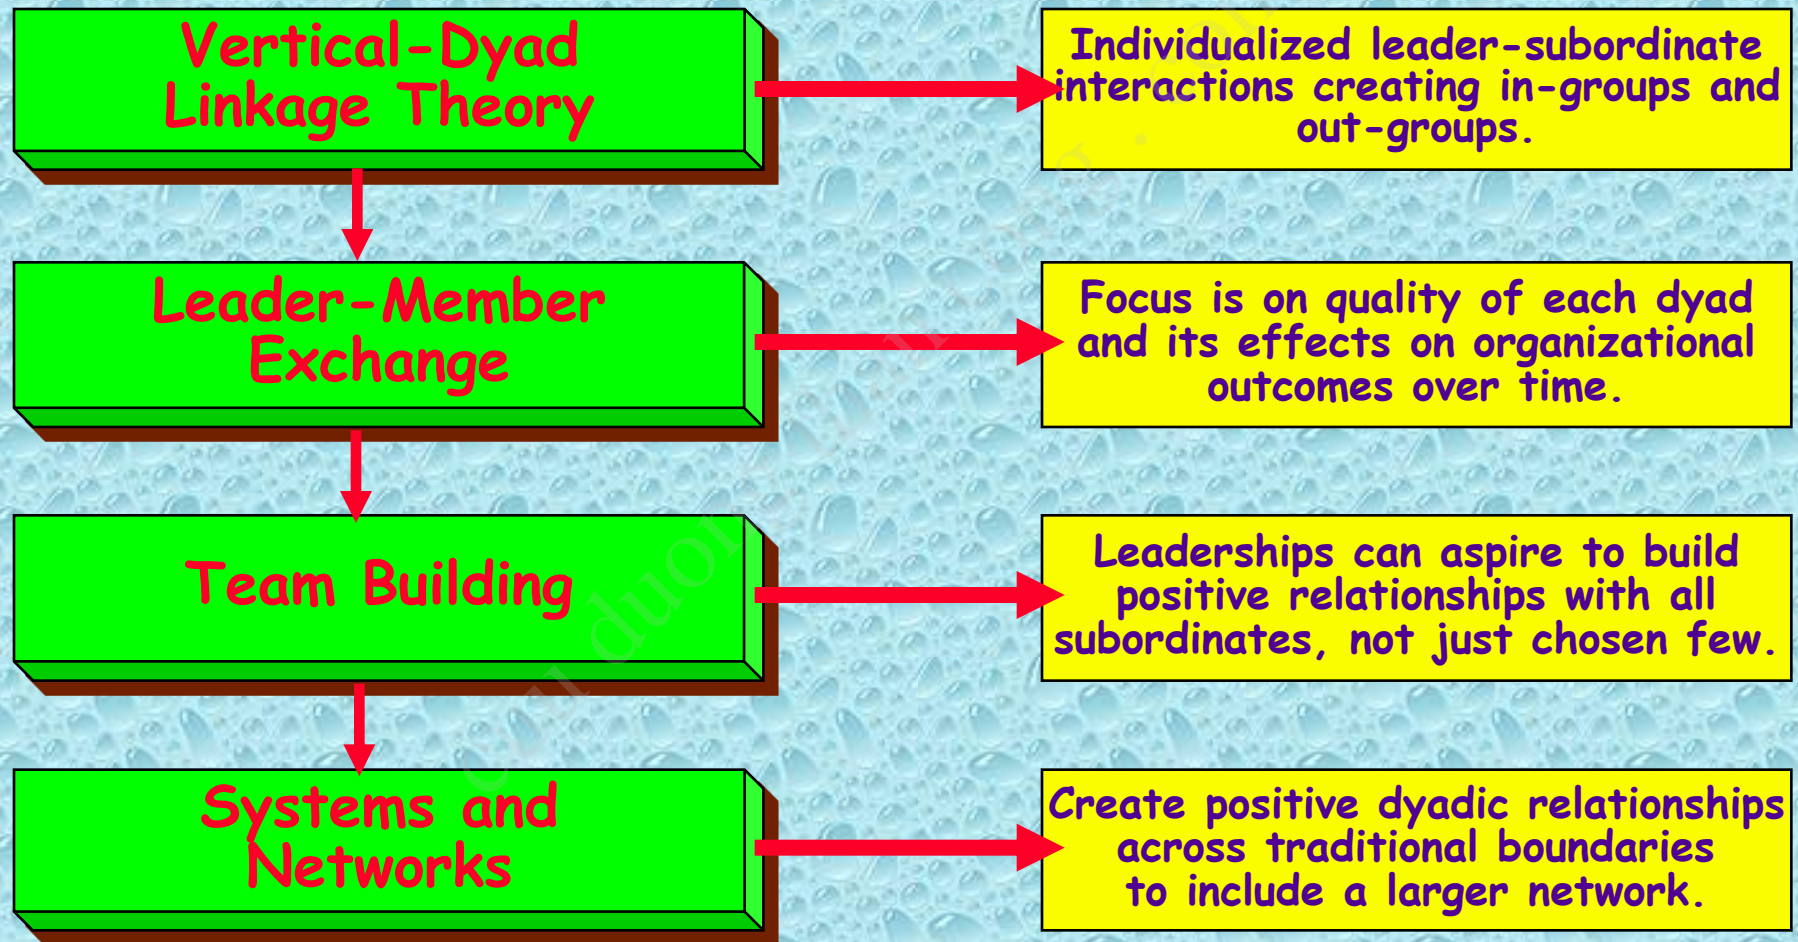 Vertical-Dyad
Linkage Theory
Individualized leader-subordinate
interactions creating in-groups and
out-groups.
Leader-Member
Exchange
Focus is on quality of each dyad
and its effects on organizational
outcomes over time.
Team Building
Leaderships can aspire to build
positive relationships with all
subordinates, not just chosen few.
Systems and
Networks
Create positive dyadic relationships
across traditional boundaries
to include a larger network.